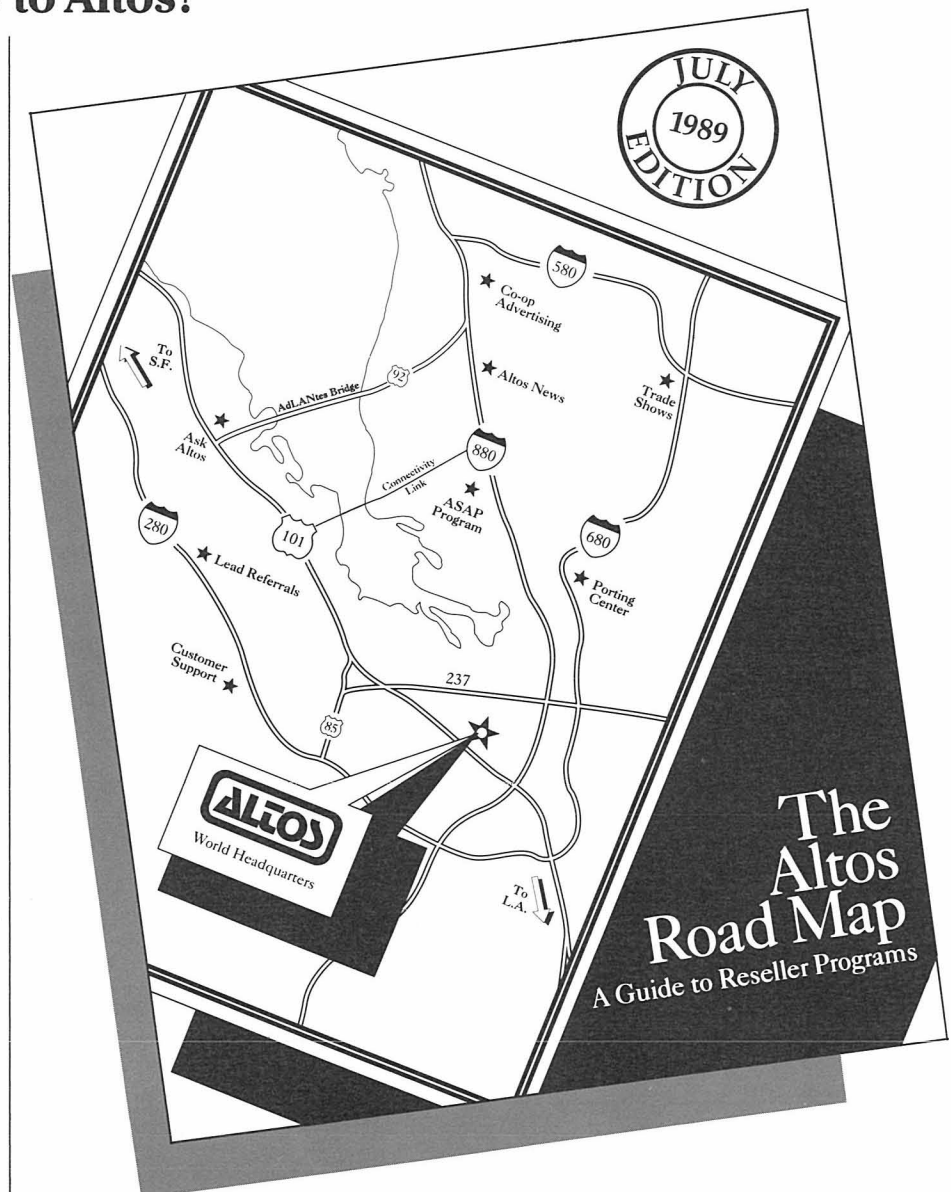 to Altos?
JULY
1989
EDITION
580
Co-op
Advertising
To
S.F.
92
AdLANtes Bridge
Altos News
Trade
Shows
Ask
Altos
880
Connectivity
Link
ASAP
Program
280
101
680
Lead Referrals
Porting
Center
Customer
Support
237
85
ALTOS
World Headquarters
To
L.A.
The
Altos
Road Map
A Guide to Reseller Programs